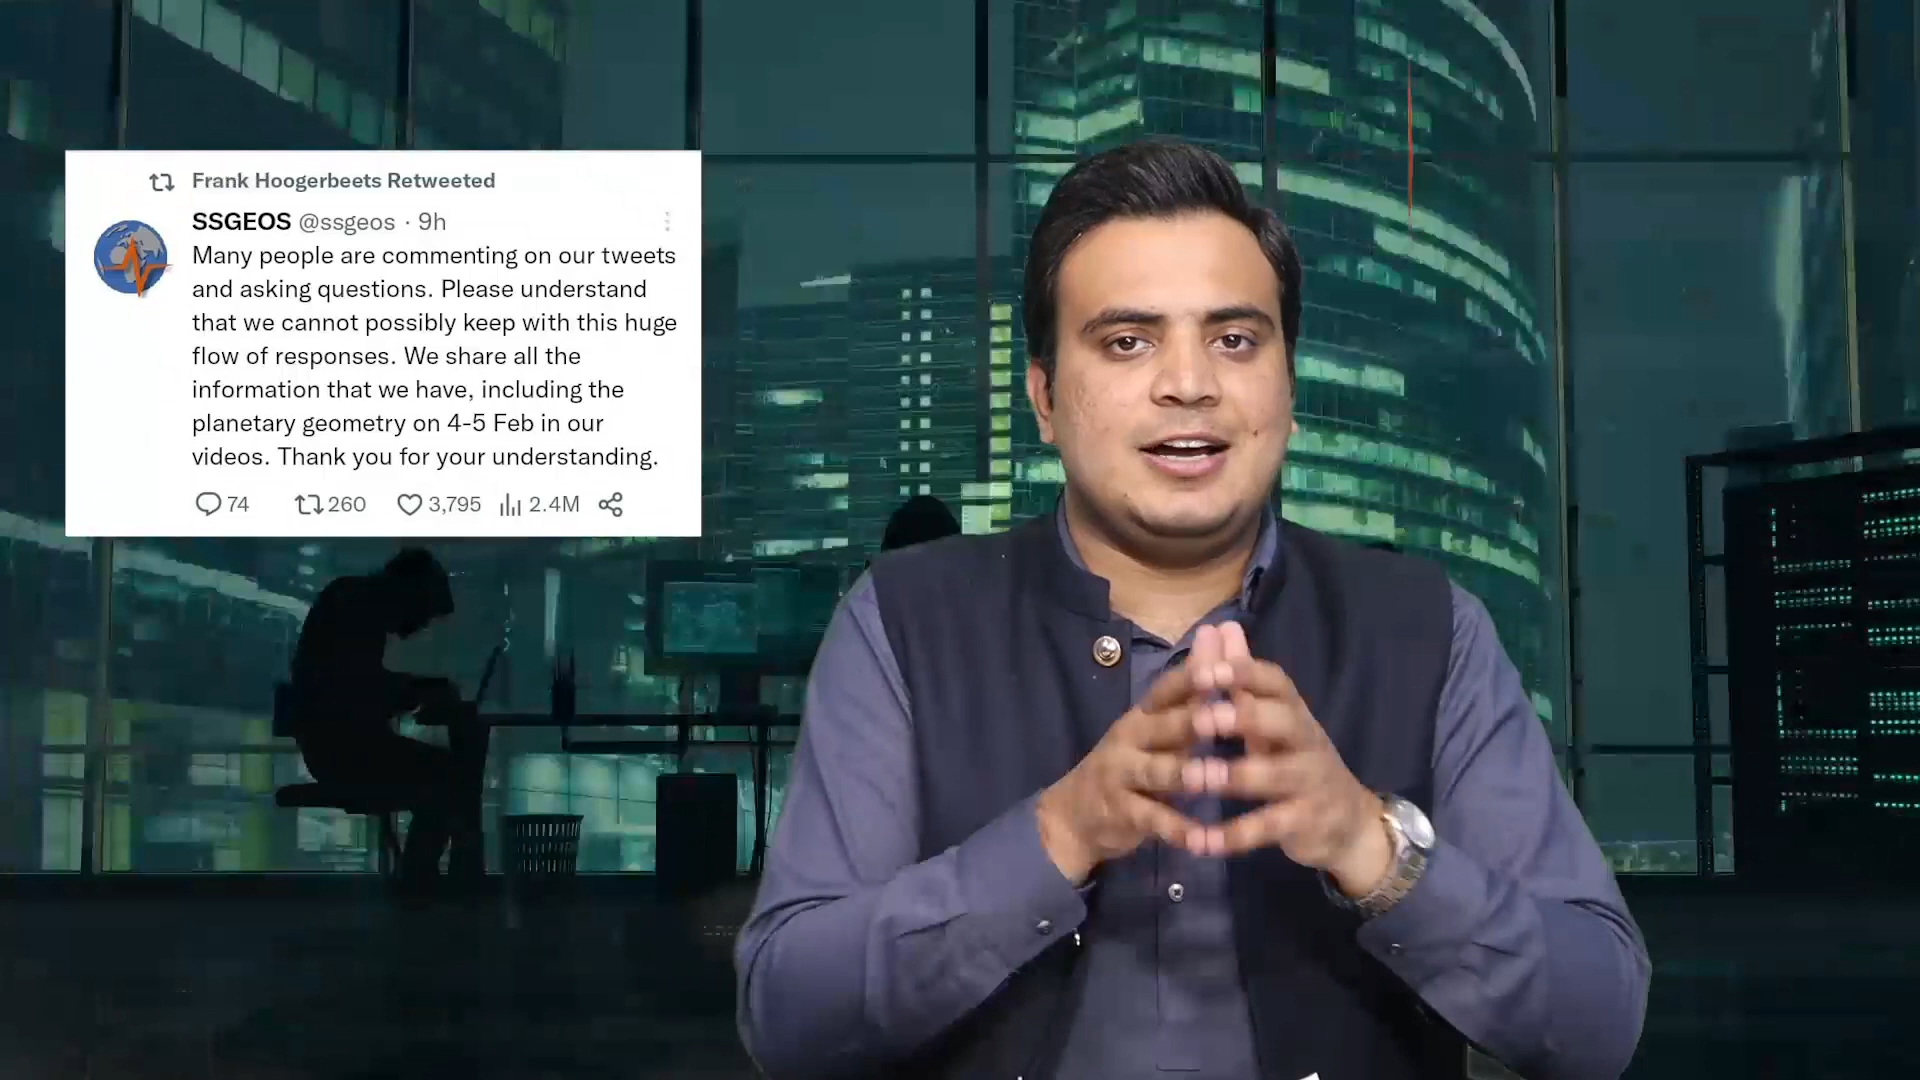 Frank Hoogerbeets Retweeted
SSGEOS @ssgeos · 9h
Many people are commenting on our tweets
and asking questions. Please understand
that we cannot possibly keep with this huge
flow of responses. We share all the
information that we have, including the
planetary geometry on 4-5 Feb in our
videos. Thank you for your understanding.
74 260 3,795 2.4M